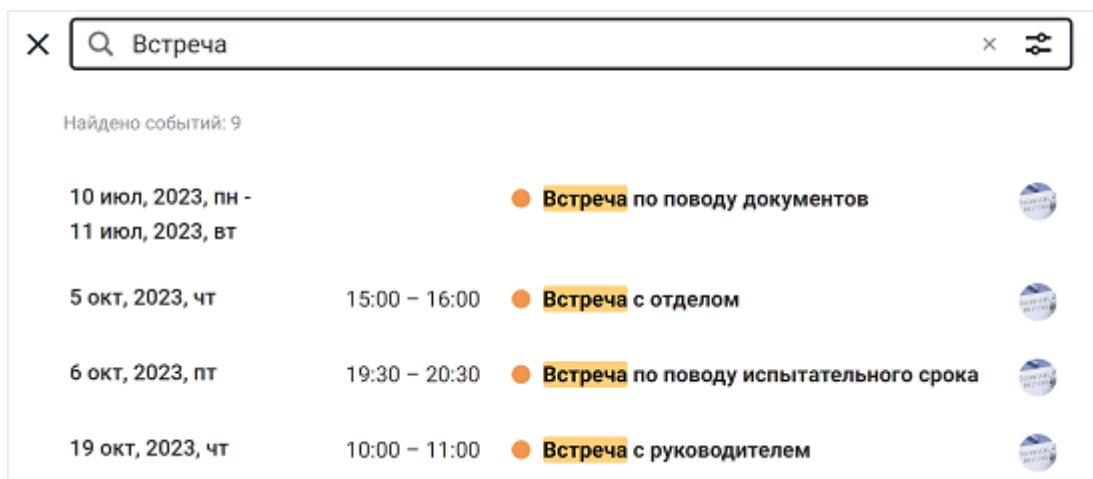 Встреча
Найдено событий: 9
10 июл, 2023, пн -
11 июл, 2023, вт
Встреча по поводу документов
5 окт, 2023, чт 15:00 – 16:00 Встреча с отделом
6 окт, 2023, пт 19:30 – 20:30 Встреча по поводу испытательного срока
19 окт, 2023, чт 10:00 – 11:00 Встреча с руководителем